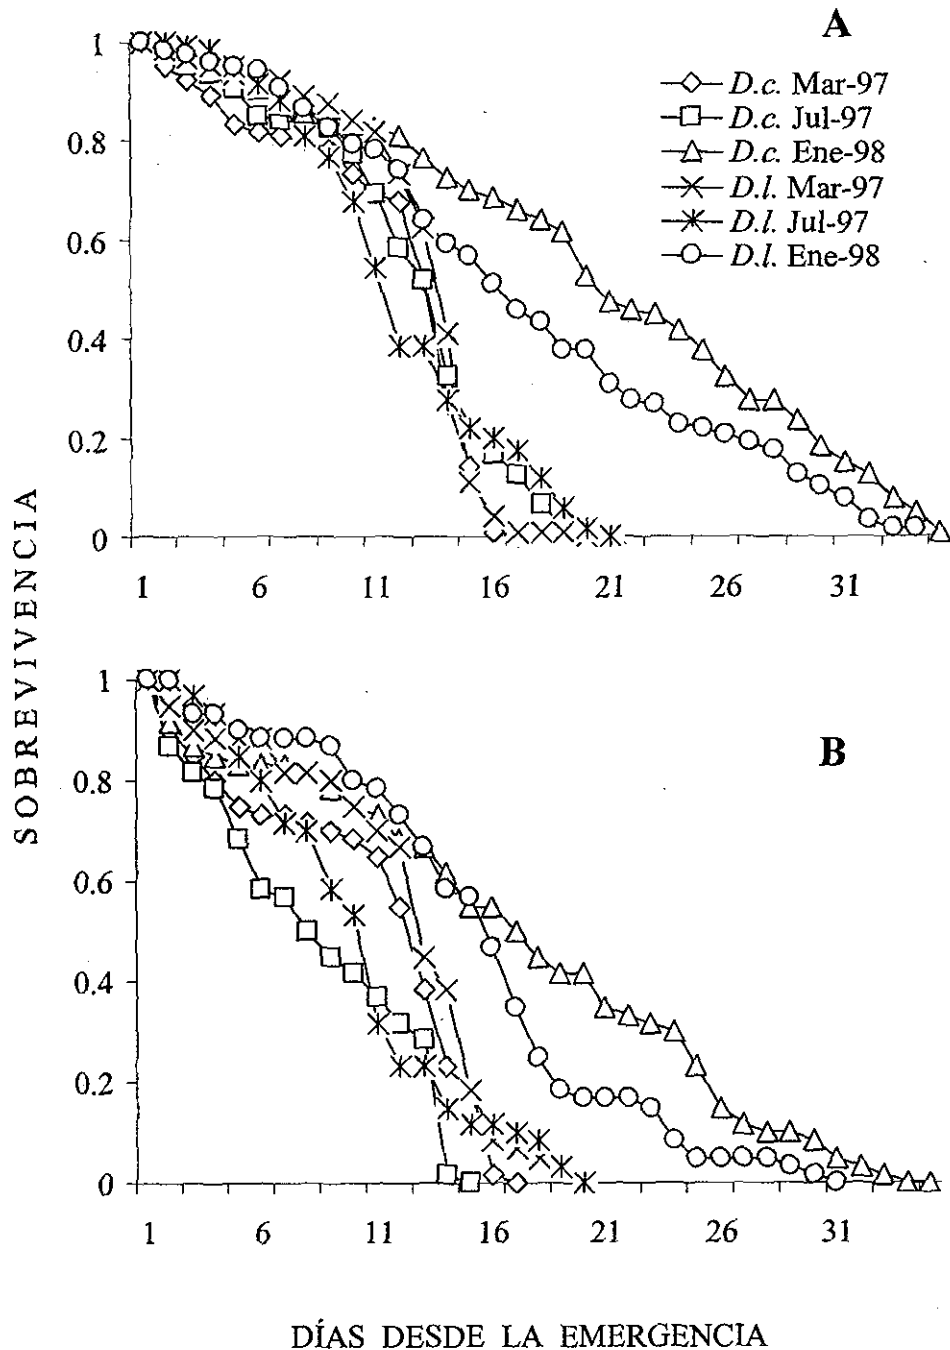 A
D.c. Mar-97
D.c. Jul-97
D.c. Ene-98
D.l. Mar-97
D.l. Jul-97
D.l. Ene-98
1
0.8
0.6
0.4
0.2
0
1 6 11 16 21 26 31
SOBREVIVENCIA
B
1
0.8
0.6
0.4
0.2
0
1 6 11 16 21 26 31
DÍAS DESDE LA EMERGENCIA